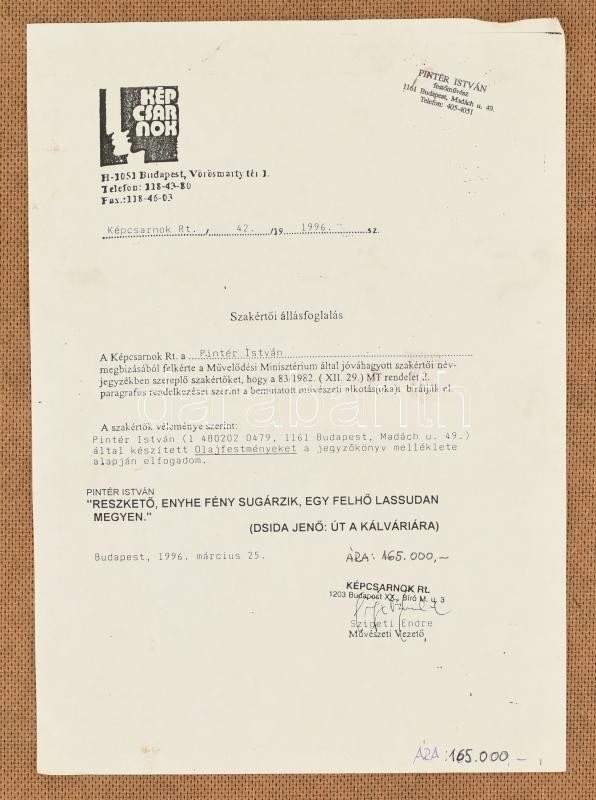 KÉP
CSAR
NOK
PINTÉR ISTVÁN
festőművész
1161 Budapest, Madách u. 49.
Telefon: 405-4051
H-1051 Budapest, Vörösmarty tér 1.
Telefon: 118-43-80
Fax.:118-46-03
Képcsarnok Rt. / 42. /19 1996. sz.
Szakértői állásfoglalás
A Képcsarnok Rt. a Pintér István
megbizásából felkérte a Művelődési Minisztérium által jóváhagyott szakértői név-
jegyzékben szereplő szakértőket, hogy a 83/1982. ( XII. 29.) MT rendelet 2.
paragrafus rendelkezései szerint a bemutatott művészeti alkotás(oka)t bírálják el.
darabanth
A szakértők véleménye szerint:
Pintér István (1 480202 0479, 1161 Budapest, Madách u. 49.)
által készített Olajfestményeket a jegyzőkönyv melléklete
alapján elfogadom.
PINTÉR ISTVÁN
"RESZKETŐ, ENYHE FÉNY SUGÁRZIK, EGY FELHŐ LASSUDAN
MEGYEN."
(DSIDA JENŐ: ÚT A KÁLVÁRIÁRA)
Budapest, 1996. március 25.
ÁRA: 165.000,-
KÉPCSARNOK Rt.
1203 Budapest XX., Bíró M. u. 3
Szigeti Endre
Művészeti Vezető
ÁRA: 165.000,-